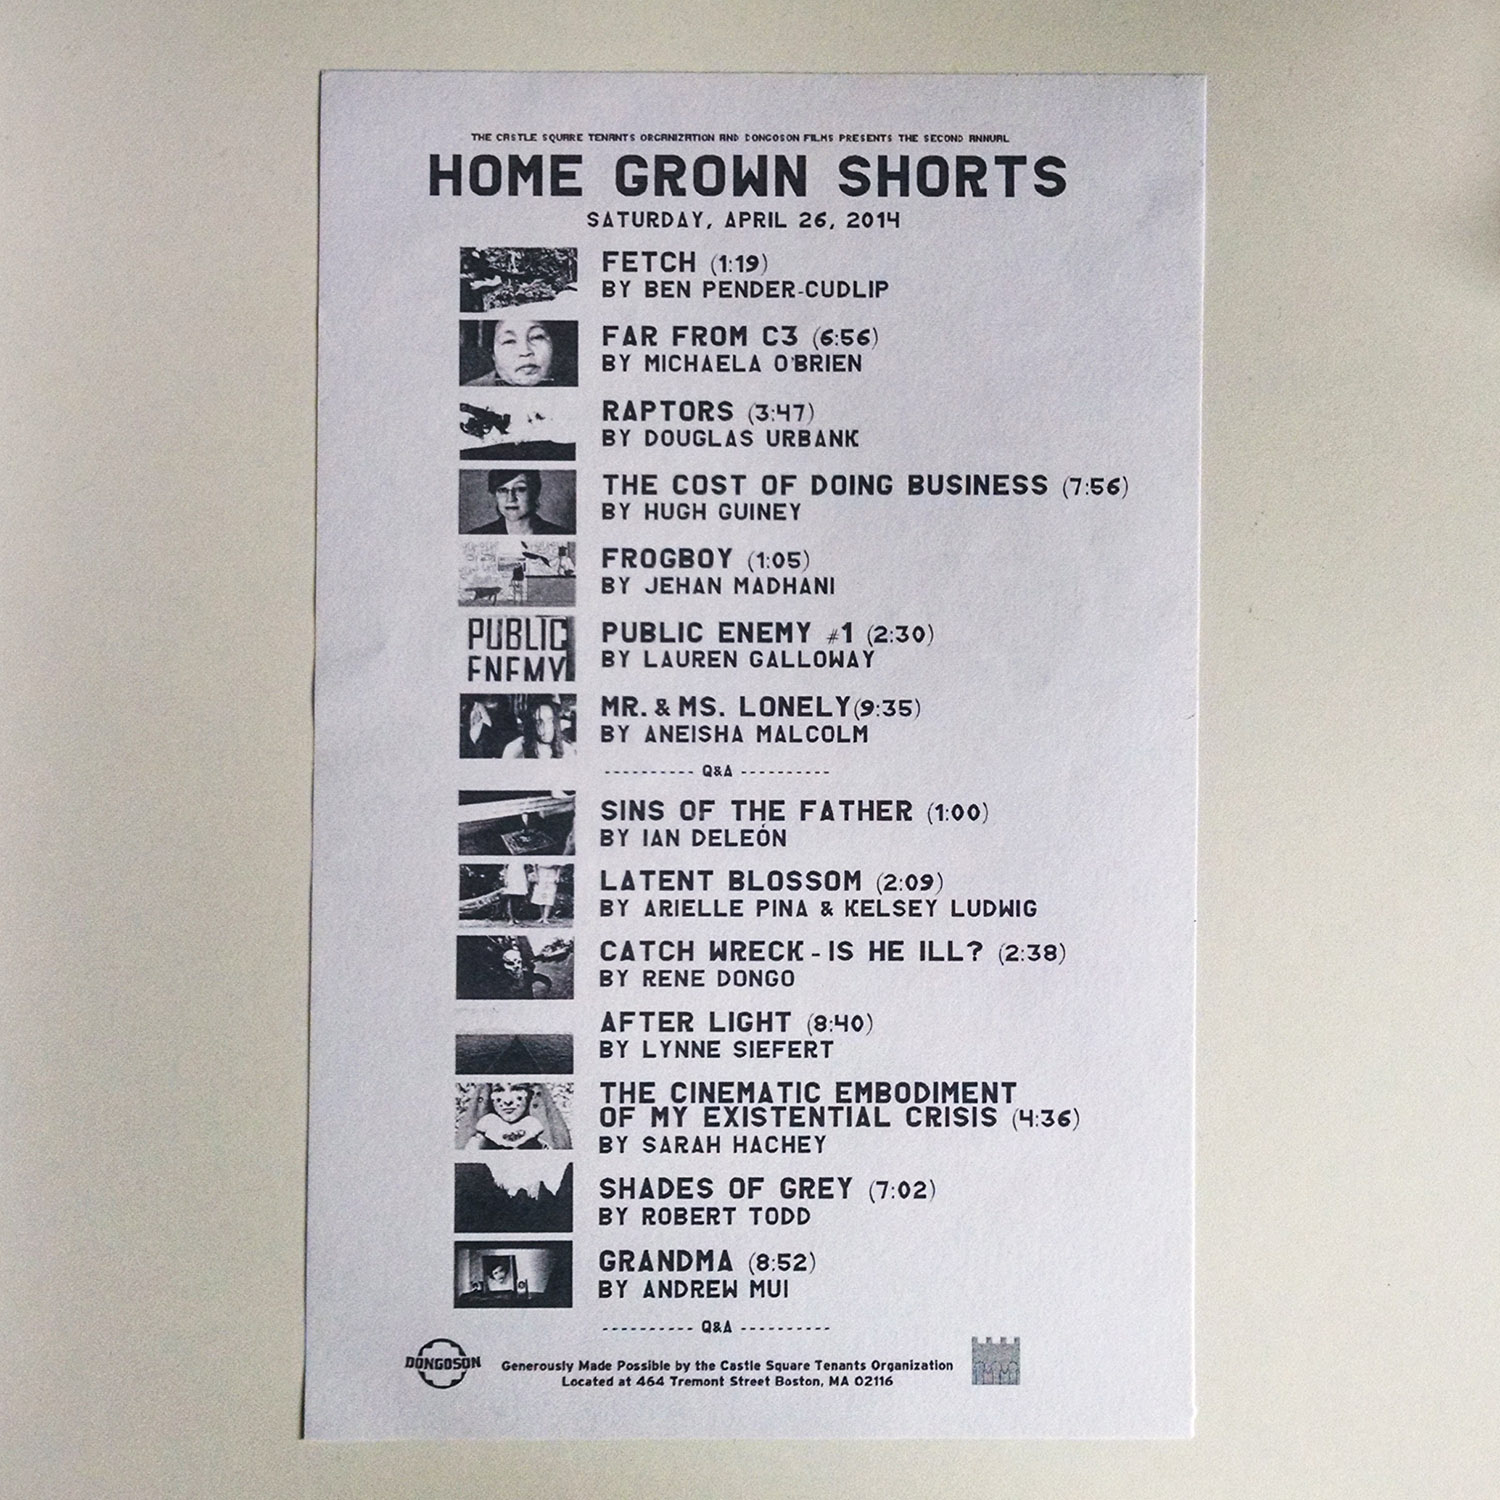 THE CASTLE SQUARE TENANTS ORGANIZATION AND DONGOSON FILMS PRESENTS THE SECOND ANNUAL
HOME GROWN SHORTS
SATURDAY, APRIL 26, 2014
FETCH (1:19)
BY BEN PENDER-CUDLIP
FAR FROM C3 (6:56)
BY MICHAELA O'BRIEN
RAPTORS (3:47)
BY DOUGLAS URBANK
THE COST OF DOING BUSINESS (7:56)
BY HUGH GUINEY
FROGBOY (1:05)
BY JEHAN MADHANI
PUBLIC
ENEMY
PUBLIC ENEMY #1 (2:30)
BY LAUREN GALLOWAY
MR. & MS. LONELY(9:35)
BY ANEISHA MALCOLM
---------- Q&A ----------
SINS OF THE FATHER (1:00)
BY IAN DELEÓN
LATENT BLOSSOM (2:09)
BY ARIELLE PINA & KELSEY LUDWIG
CATCH WRECK - IS HE ILL? (2:38)
BY RENE DONGO
AFTER LIGHT (8:40)
BY LYNNE SIEFERT
THE CINEMATIC EMBODIMENT
OF MY EXISTENTIAL CRISIS (4:36)
BY SARAH HACHEY
SHADES OF GREY (7:02)
BY ROBERT TODD
GRANDMA (8:52)
BY ANDREW MUI
---------- Q&A ----------
DONGOSON
Generously Made Possible by the Castle Square Tenants Organization
Located at 464 Tremont Street Boston, MA 02116